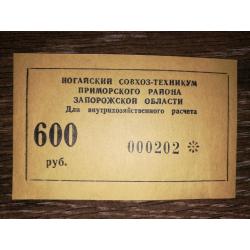 НОГАЙСКИЙ СОВХОЗ-ТЕХНИКУМ
ПРИМОРСКОГО РАЙОНА
ЗАПОРОЖСКОЙ ОБЛАСТИ
Для внутрихозяйственного расчета
600
руб.
000202 ※